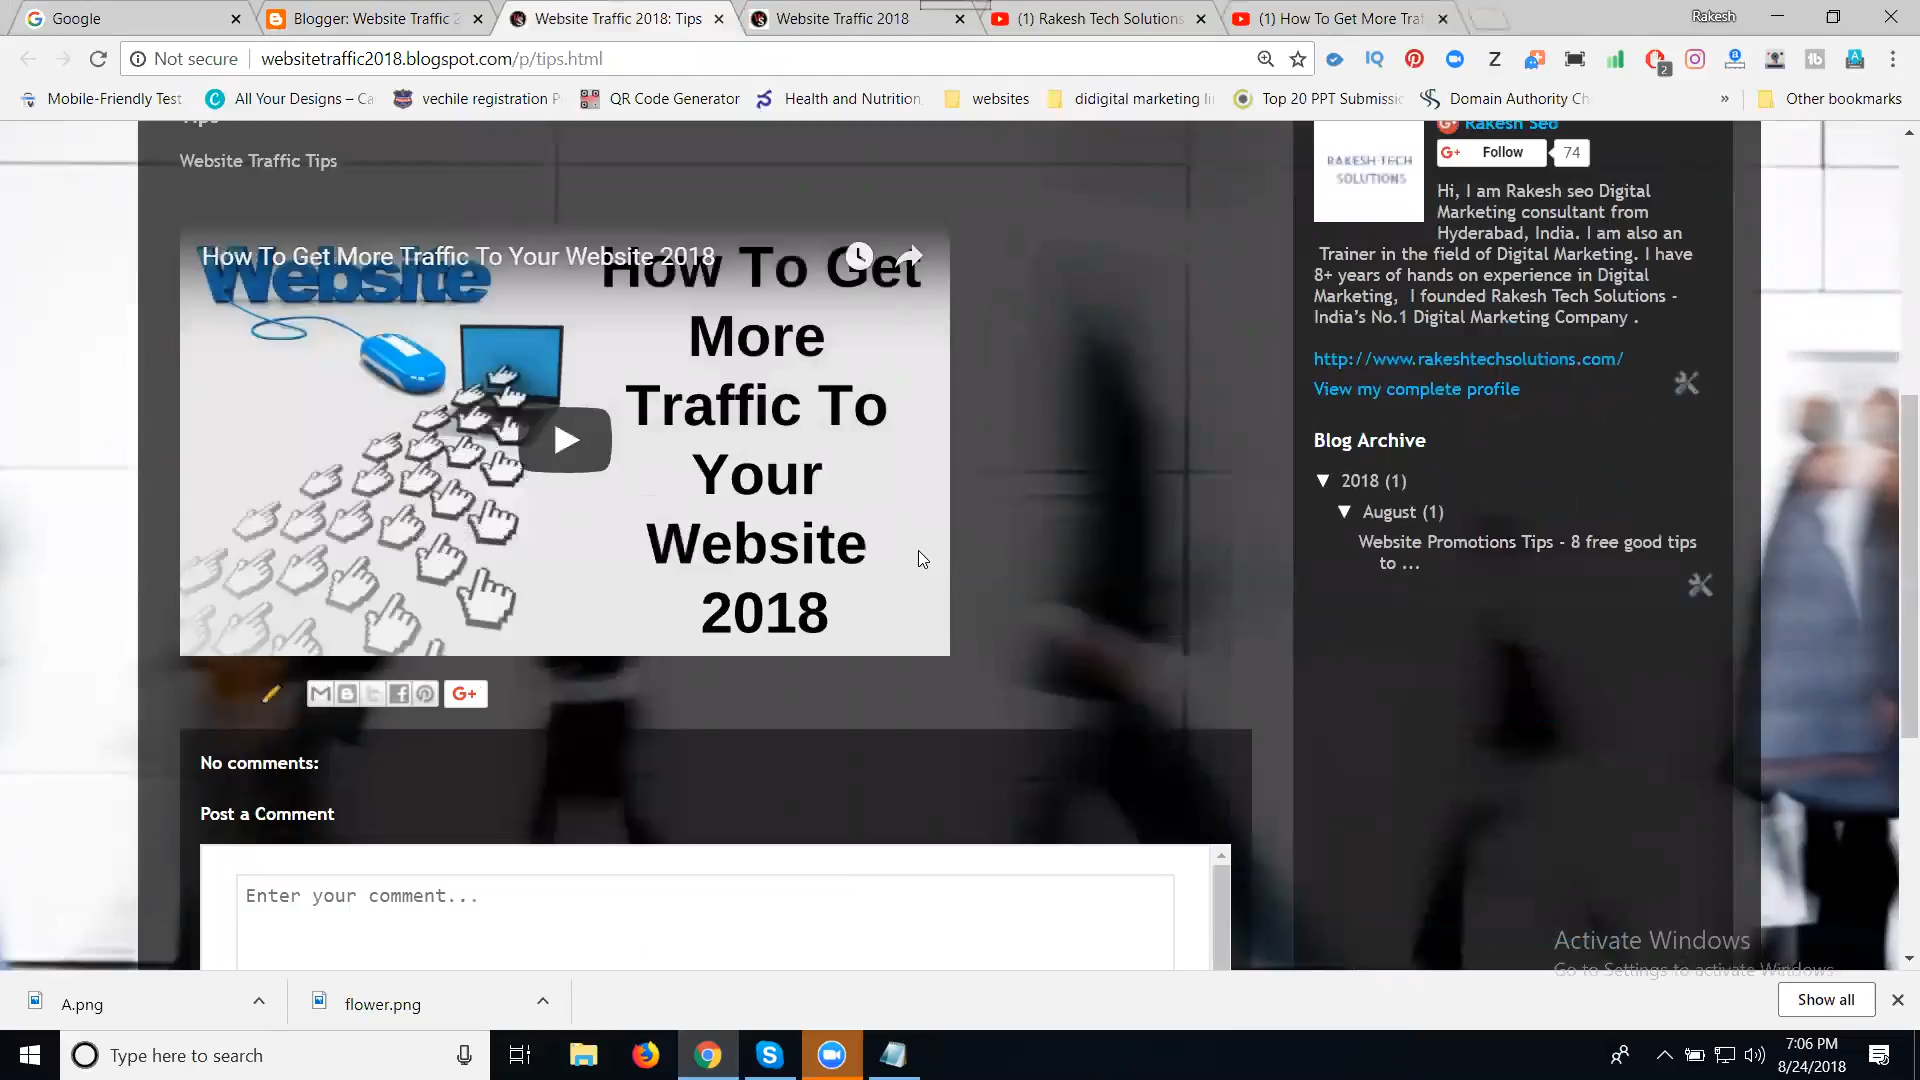 Google
Blogger: Website Traffic 2
Website Traffic 2018: Tips
Website Traffic 2018
(1) Rakesh Tech Solutions
(1) How To Get More Traf
Rakesh
Not secure
websitetraffic2018.blogspot.com/p/tips.html
2
Mobile-Friendly Test
All Your Designs – Ca
vechile registration P
QR Code Generator
Health and Nutrition
websites
didigital marketing li
Top 20 PPT Submissic
Domain Authority Ch
»
Other bookmarks
Tips
Website Traffic Tips
How To Get More Traffic To Your Website 2018
Website
How To Get
More
Traffic To
Your
Website
2018
G+
No comments:
Post a Comment
Enter your comment...
RAKESH TECH
SOLUTIONS
Rakesh Seo
G+ Follow 74
Hi, I am Rakesh seo Digital
Marketing consultant from
Hyderabad, India. I am also an
Trainer in the field of Digital Marketing. I have
8+ years of hands on experience in Digital
Marketing, I founded Rakesh Tech Solutions -
India's No.1 Digital Marketing Company .
http://www.rakeshtechsolutions.com/
View my complete profile
Blog Archive
▼ 2018 (1)
▼ August (1)
Website Promotions Tips - 8 free good tips
to ...
Activate Windows
Go to Settings to activate Windows.
A.png
flower.png
Show all
Type here to search
7:06 PM
8/24/2018